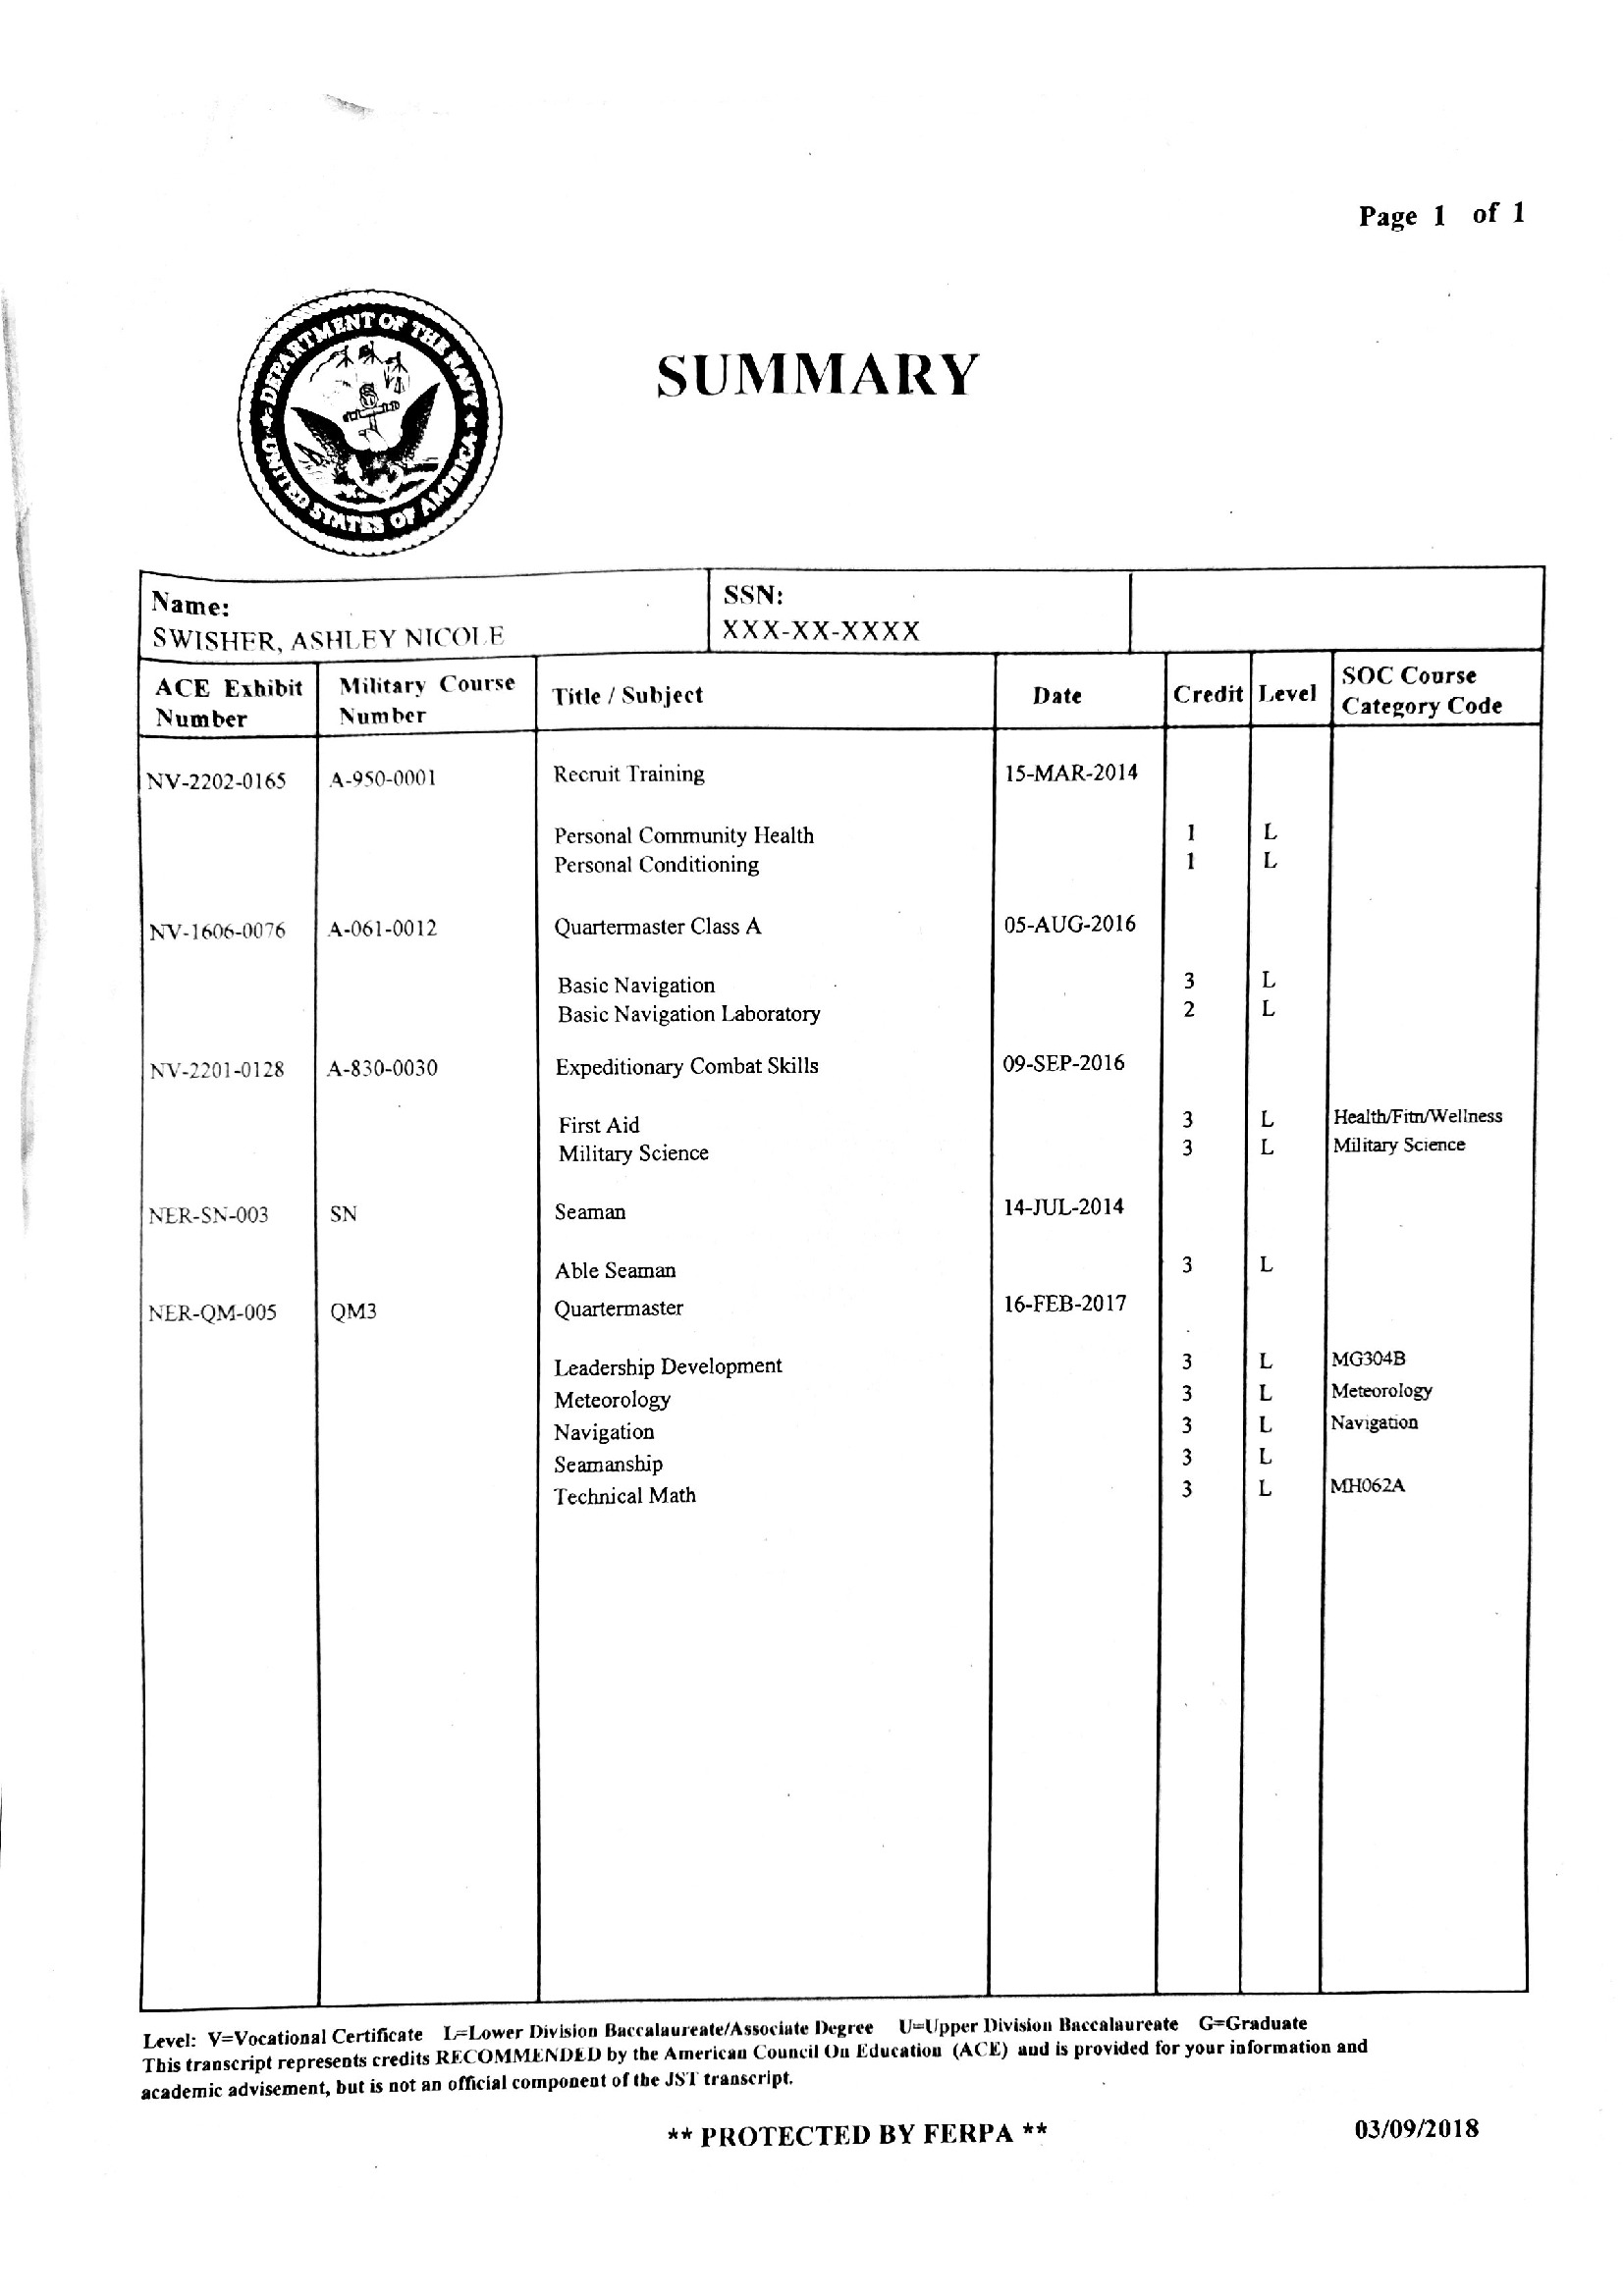 Page 1 of 1
DEPARTMENT OF THE NAVY
UNITED STATES OF AMERICA
SUMMARY
Name: SSN:
SWISHER, ASHLEY NICOLE XXX-XX-XXXX
ACE Exhibit Number Military Course Number Title / Subject Date Credit Level SOC Course Category Code
NV-2202-0165 A-950-0001 Recruit Training 15-MAR-2014
Personal Community Health 1 L
Personal Conditioning 1 L
NV-1606-0076 A-061-0012 Quartermaster Class A 05-AUG-2016
Basic Navigation 3 L
Basic Navigation Laboratory 2 L
NV-2201-0128 A-830-0030 Expeditionary Combat Skills 09-SEP-2016
First Aid 3 L Health/Fitn/Wellness
Military Science 3 L Military Science
NER-SN-003 SN Seaman 14-JUL-2014
Able Seaman 3 L
NER-QM-005 QM3 Quartermaster 16-FEB-2017
Leadership Development 3 L MG304B
Meteorology 3 L Meteorology
Navigation 3 L Navigation
Seamanship 3 L
Technical Math 3 L MH062A
Level: V=Vocational Certificate L=Lower Division Baccalaureate/Associate Degree U=Upper Division Baccalaureate G=Graduate
This transcript represents credits RECOMMENDED by the American Council On Education (ACE) and is provided for your information and
academic advisement, but is not an official component of the JST transcript.
** PROTECTED BY FERPA ** 03/09/2018